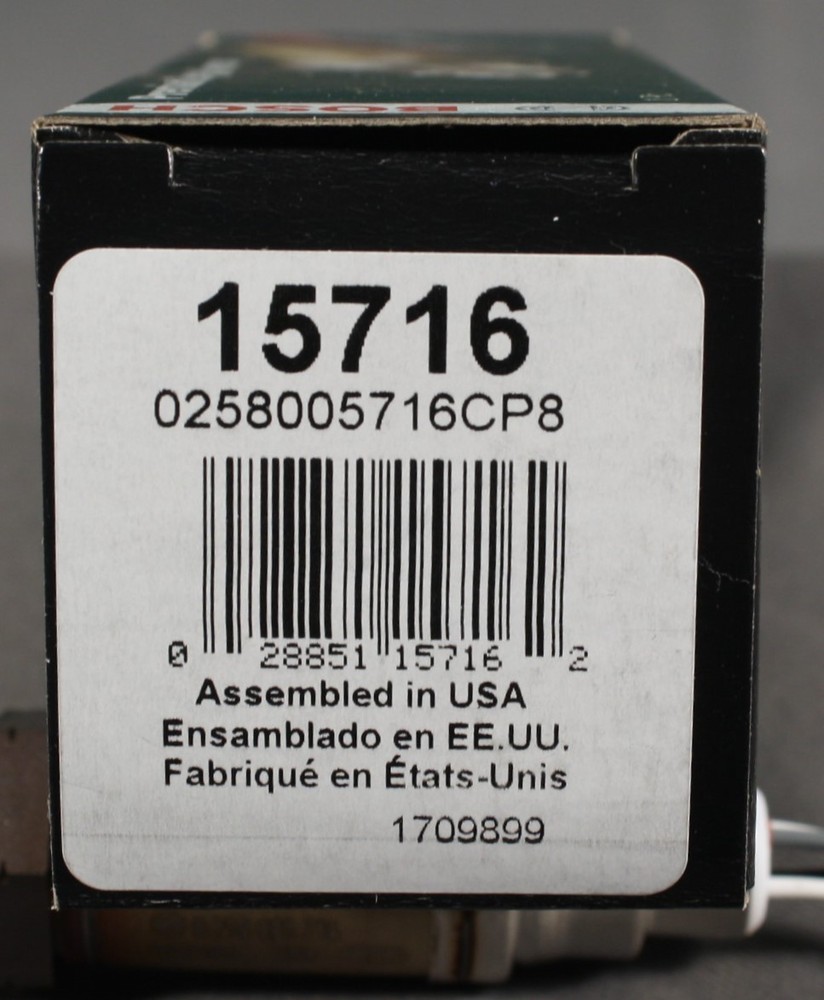 BOSCH
15716
0258005716CP8
0 28851 15716 2
Assembled in USA
Ensamblado en EE.UU.
Fabriqué en États-Unis
1709899